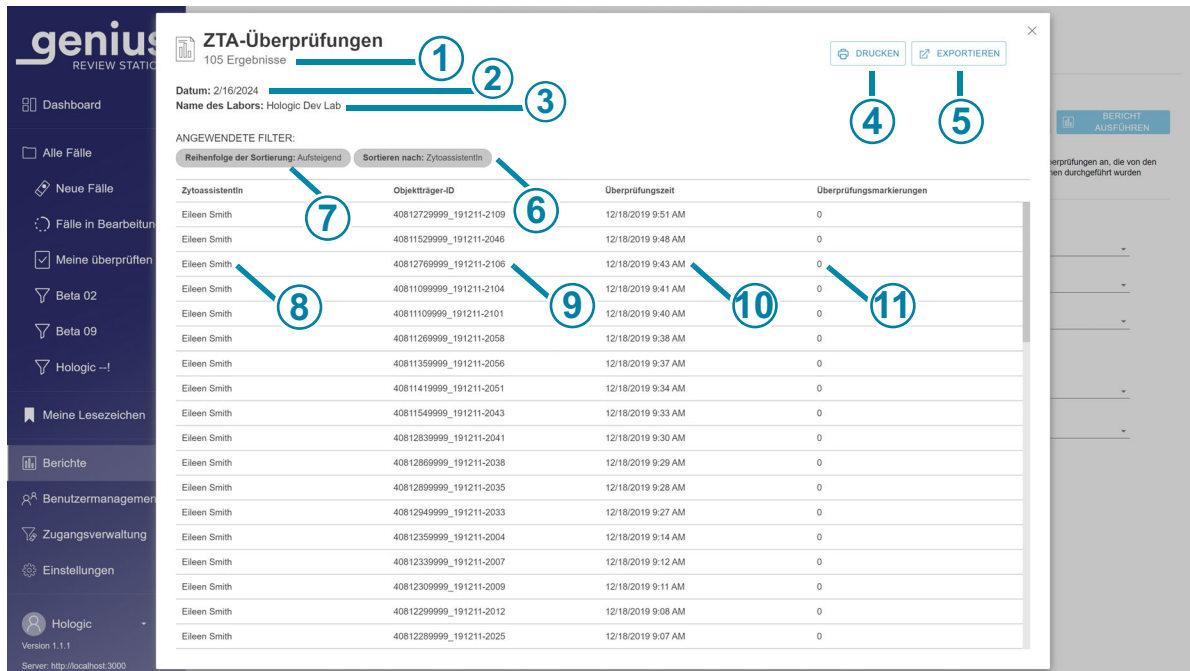 genius
REVIEW STATIO
Dashboard
Alle Fälle
Neue Fälle
Fälle in Bearbeitun
Meine überprüften
Beta 02
Beta 09
Hologic --!
Meine Lesezeichen
Berichte
Benutzermanagemen
Zugangsverwaltung
Einstellungen
Hologic
Version 1.1.1
Server: http://localhost:3000
ZTA-Überprüfungen
105 Ergebnisse
DRUCKEN
EXPORTIEREN
Datum: 2/16/2024
Name des Labors: Hologic Dev Lab
ANGEWENDETE FILTER:
Reihenfolge der Sortierung: Aufsteigend
Sortieren nach: ZytoassistentIn
1
2
3
4
5
6
7
8
9
10
11
ZytoassistentIn Objektträger-ID Überprüfungszeit Überprüfungsmarkierungen
Eileen Smith 40812729999_191211-2109 12/18/2019 9:51 AM 0
Eileen Smith 40811529999_191211-2046 12/18/2019 9:48 AM 0
Eileen Smith 40812769999_191211-2106 12/18/2019 9:43 AM 0
Eileen Smith 40811099999_191211-2104 12/18/2019 9:41 AM 0
Eileen Smith 40811109999_191211-2101 12/18/2019 9:40 AM 0
Eileen Smith 40811269999_191211-2058 12/18/2019 9:38 AM 0
Eileen Smith 40811359999_191211-2056 12/18/2019 9:37 AM 0
Eileen Smith 40811419999_191211-2051 12/18/2019 9:34 AM 0
Eileen Smith 40811549999_191211-2043 12/18/2019 9:33 AM 0
Eileen Smith 40812839999_191211-2041 12/18/2019 9:30 AM 0
Eileen Smith 40812869999_191211-2038 12/18/2019 9:29 AM 0
Eileen Smith 40812899999_191211-2035 12/18/2019 9:28 AM 0
Eileen Smith 40812949999_191211-2033 12/18/2019 9:27 AM 0
Eileen Smith 40812359999_191211-2004 12/18/2019 9:14 AM 0
Eileen Smith 40812339999_191211-2007 12/18/2019 9:12 AM 0
Eileen Smith 40812309999_191211-2009 12/18/2019 9:11 AM 0
Eileen Smith 40812299999_191211-2012 12/18/2019 9:08 AM 0
Eileen Smith 40812289999_191211-2025 12/18/2019 9:07 AM 0
BERICHT
AUSFÜHREN
erprüfungen an, die von den
nen durchgeführt wurden